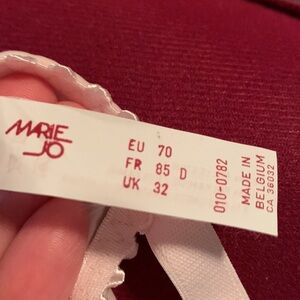 MARIE
JO
EU 70
FR 85 D
UK 32
010-0782
MADE IN
BELGIUM
CA 36032